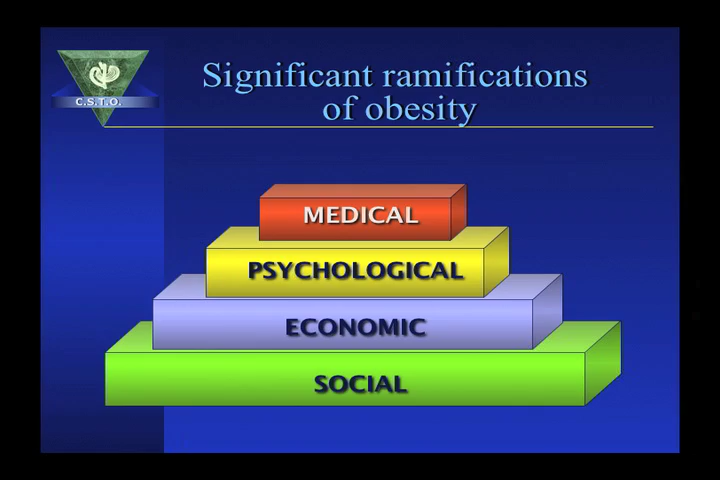 Significant ramifications
of obesity
C.S.T.O.
MEDICAL
PSYCHOLOGICAL
ECONOMIC
SOCIAL